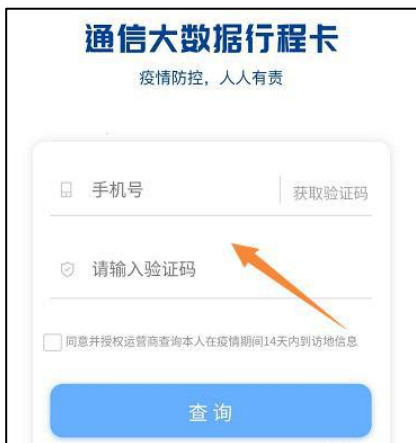 通信大数据行程卡
疫情防控，人人有责
手机号
获取验证码
请输入验证码
同意并授权运营商查询本人在疫情期间14天内到访地信息
查询